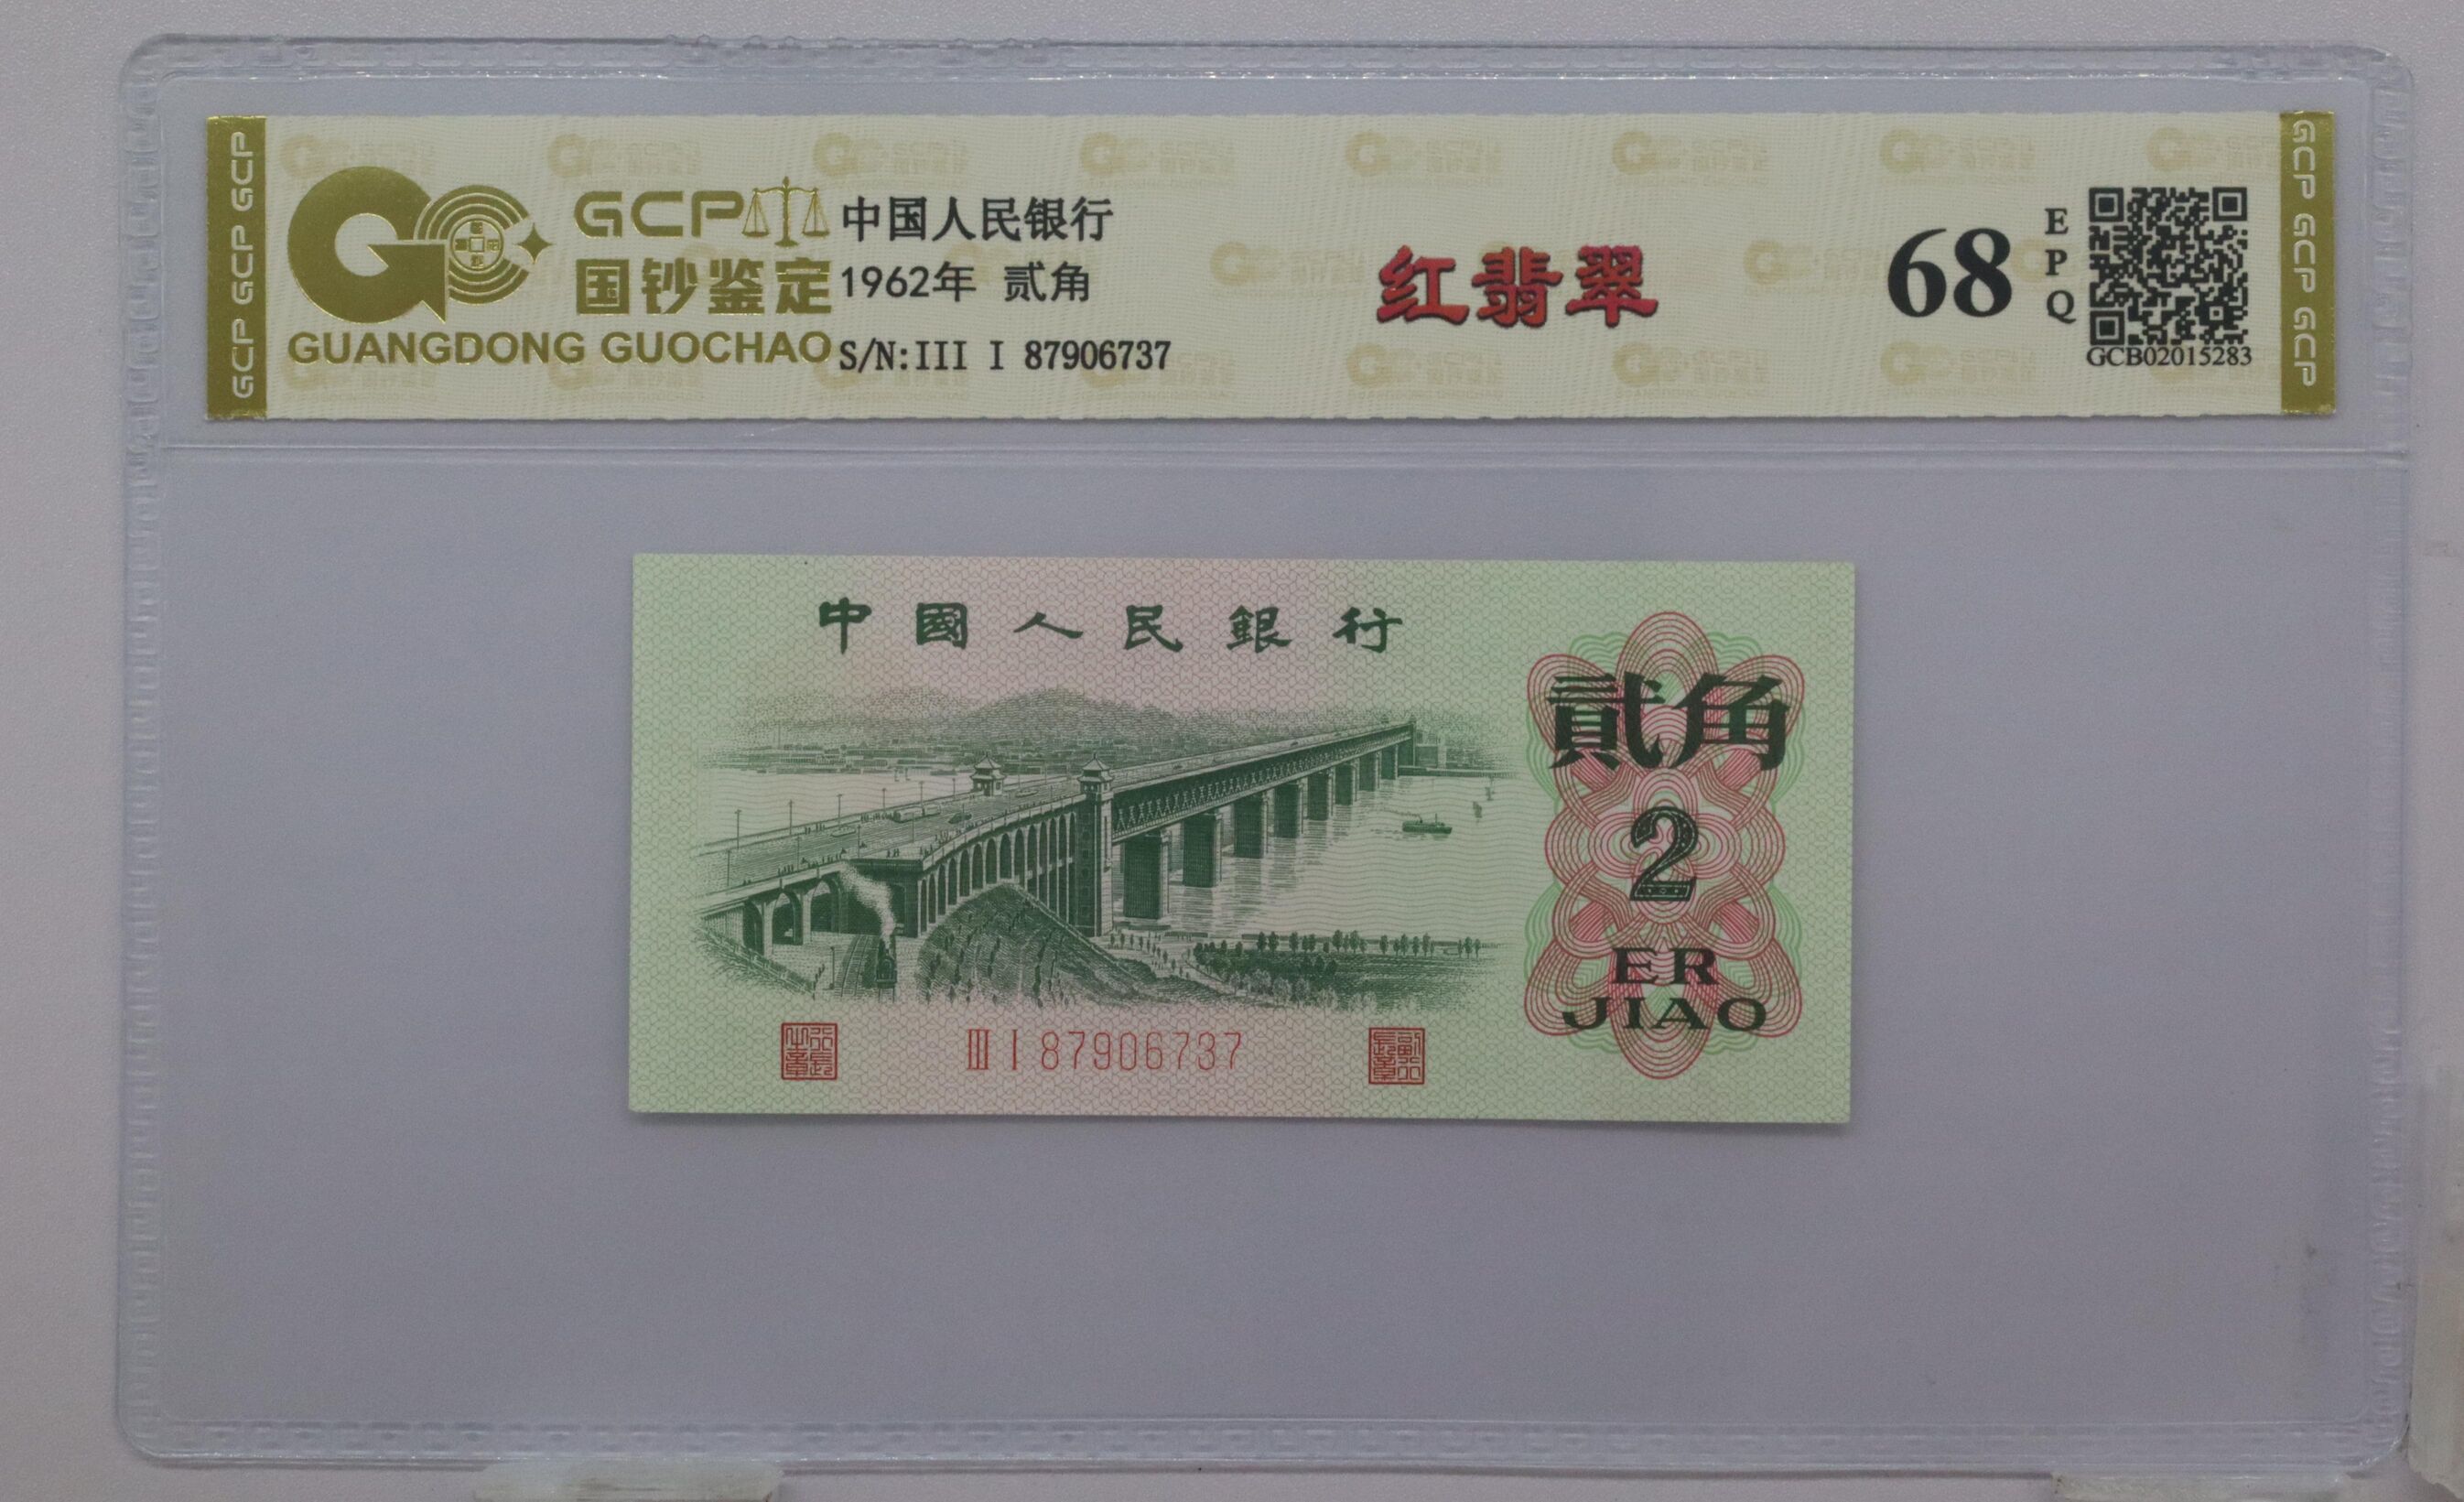 GCP GCP GCP
GCP
国钞鉴定
GUANGDONG GUOCHAO
中国人民银行
1962年 贰角
S/N:III I 87906737
红翡翠
68
EPQ
GCB02015283
GCP GCP GCP
中國人民銀行
貳角
2
ER
JIAO
III I 87906737